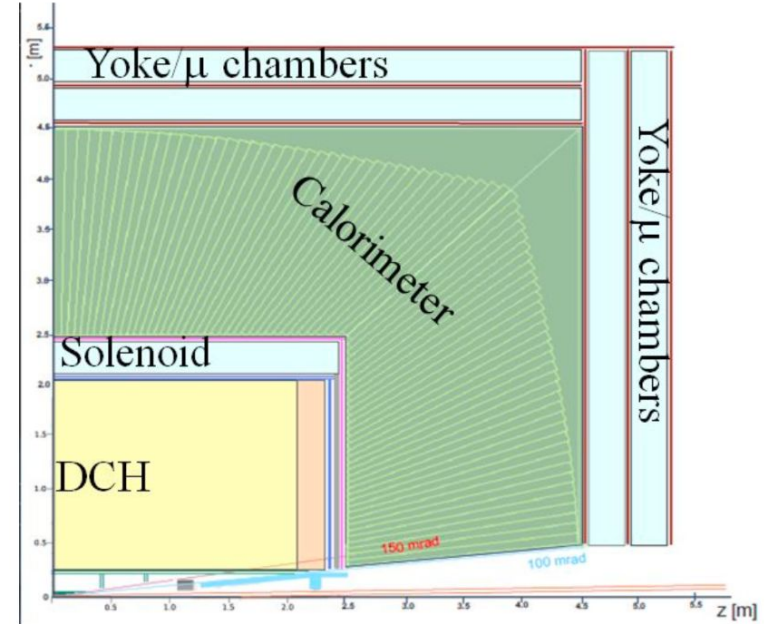 5.5
[m]
Yoke/μ chambers
5.0
4.5
4.0
3.5
3.0
2.5
2.0
1.5
1.0
0.5
0
Calorimeter
Yoke/μ chambers
Solenoid
DCH
150 mrad
100 mrad
0.5 1.0 1.5 2.0 2.5 3.0 3.5 4.0 4.5 5.0 5.5
z [m]